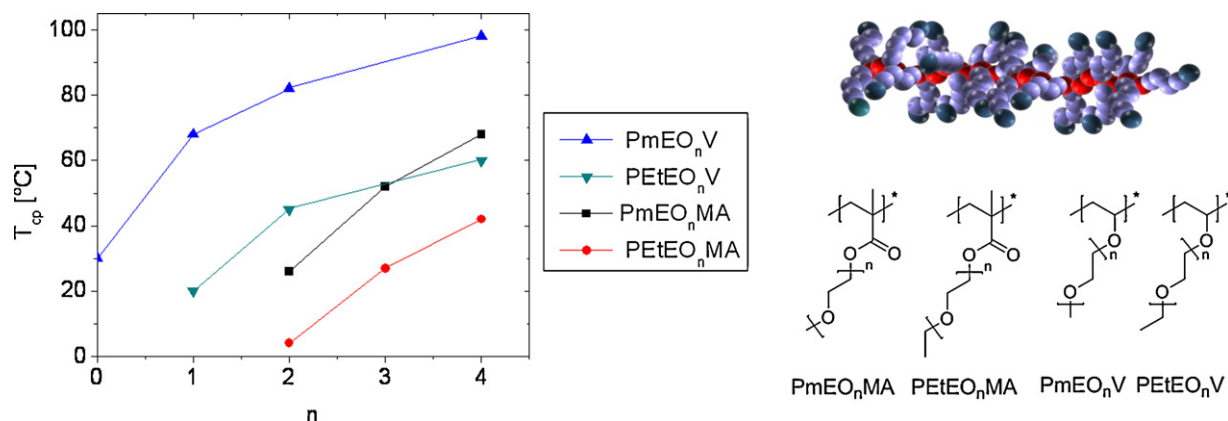 100
80
60
40
20
0
T_cp [°C]
0 1 2 3 4
n
PmEO_nV
PEtEO_nV
PmEO_nMA
PEtEO_nMA
* * * *
O O O O O O
n n n n
O O O O
PmEO_nMA PEtEO_nMA PmEO_nV PEtEO_nV